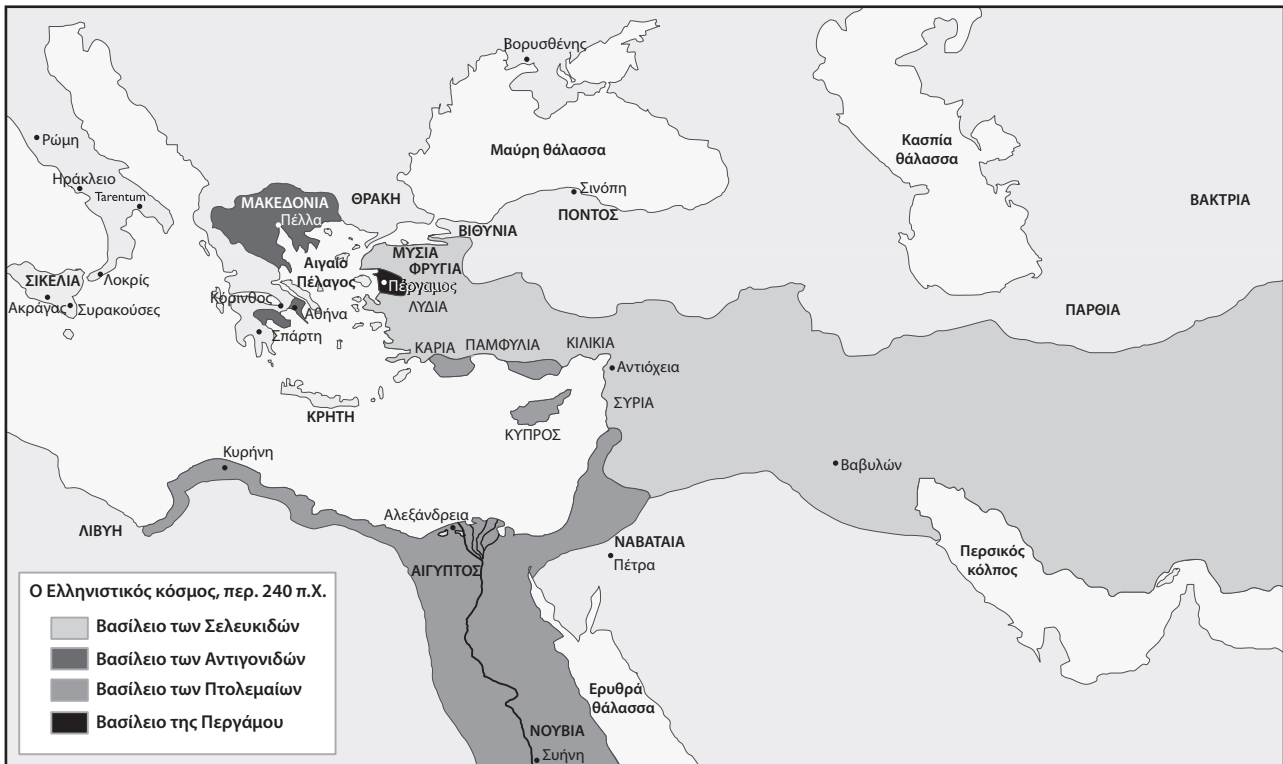 Βορυσθένης
Ρώμη
Μαύρη θάλασσα
Κασπία
θάλασσα
Ηράκλειο
Tarentum
Σινόπη
ΠΟΝΤΟΣ
ΒΑΚΤΡΙΑ
ΜΑΚΕΔΟΝΙΑ
Πέλλα
ΘΡΑΚΗ
ΒΙΘΥΝΙΑ
ΜΥΣΙΑ
ΦΡΥΓΙΑ
Αιγαίο
Πέλαγος
Πέργαμος
ΣΙΚΕΛΙΑ
Λοκρίς
Ακράγας
Συρακούσες
Κόρινθος
Αθήνα
ΛΥΔΙΑ
ΠΑΡΘΙΑ
Σπάρτη
ΚΑΡΙΑ
ΠΑΜΦΥΛΙΑ
ΚΙΛΙΚΙΑ
Αντιόχεια
ΣΥΡΙΑ
ΚΡΗΤΗ
ΚΥΠΡΟΣ
Κυρήνη
Βαβυλών
ΛΙΒΥΗ
Αλεξάνδρεια
ΝΑΒΑΤΑΙΑ
Πέτρα
Περσικός
κόλπος
ΑΙΓΥΠΤΟΣ
Ο Ελληνιστικός κόσμος, περ. 240 π.Χ.
Βασίλειο των Σελευκιδών
Βασίλειο των Αντιγονιδών
Βασίλειο των Πτολεμαίων
Βασίλειο της Περγάμου
Ερυθρά
θάλασσα
ΝΟΥΒΙΑ
Συήνη